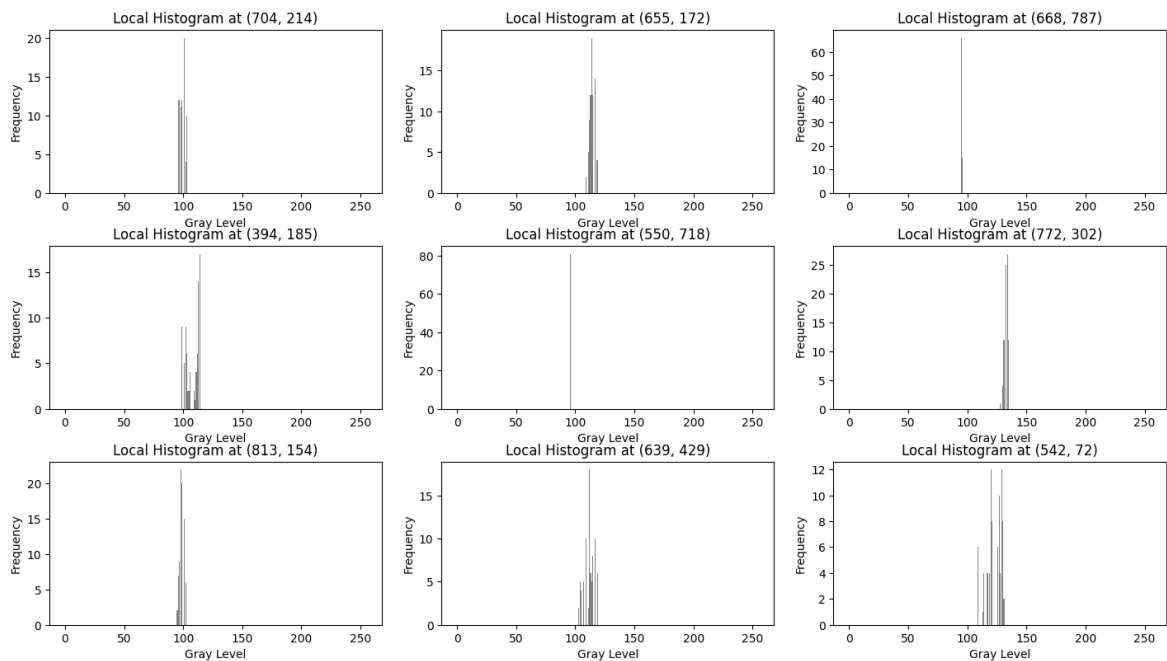 Local Histogram at (704, 214)
Local Histogram at (655, 172)
Local Histogram at (668, 787)
Frequency
20
15
10
5
0
0 50 100 150 200 250
Gray Level
Frequency
15
10
5
0
0 50 100 150 200 250
Gray Level
Frequency
60
50
40
30
20
10
0
0 50 100 150 200 250
Gray Level
Local Histogram at (394, 185)
Local Histogram at (550, 718)
Local Histogram at (772, 302)
Frequency
15
10
5
0
0 50 100 150 200 250
Gray Level
Frequency
80
60
40
20
0
0 50 100 150 200 250
Gray Level
Frequency
25
20
15
10
5
0
0 50 100 150 200 250
Gray Level
Local Histogram at (813, 154)
Local Histogram at (639, 429)
Local Histogram at (542, 72)
Frequency
20
15
10
5
0
0 50 100 150 200 250
Gray Level
Frequency
15
10
5
0
0 50 100 150 200 250
Gray Level
Frequency
12
10
8
6
4
2
0
0 50 100 150 200 250
Gray Level